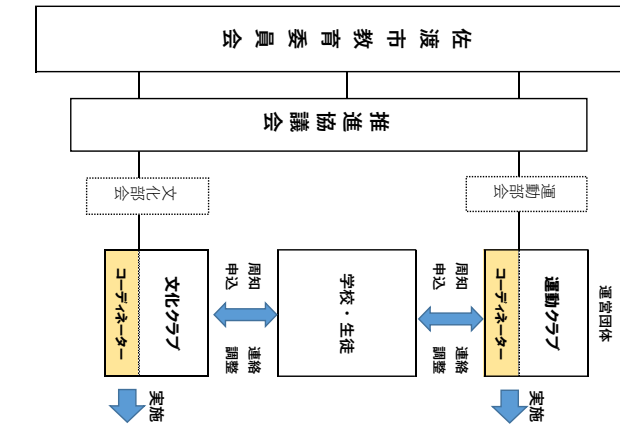 佐渡市教育委員会
推進協議会
運動部会
文化部会
運営団体
運動クラブ
コーディネーター
実施
周知
申込
連絡
調整
学校・生徒
周知
申込
連絡
調整
文化クラブ
コーディネーター
実施